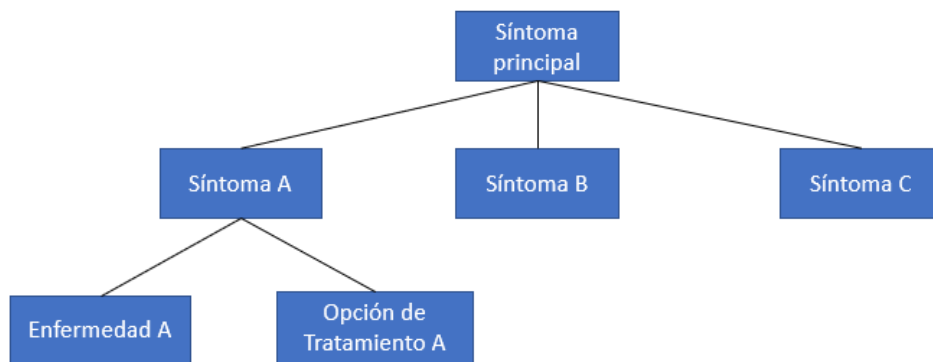 Síntoma
principal
Síntoma A
Síntoma B
Síntoma C
Enfermedad A
Opción de
Tratamiento A